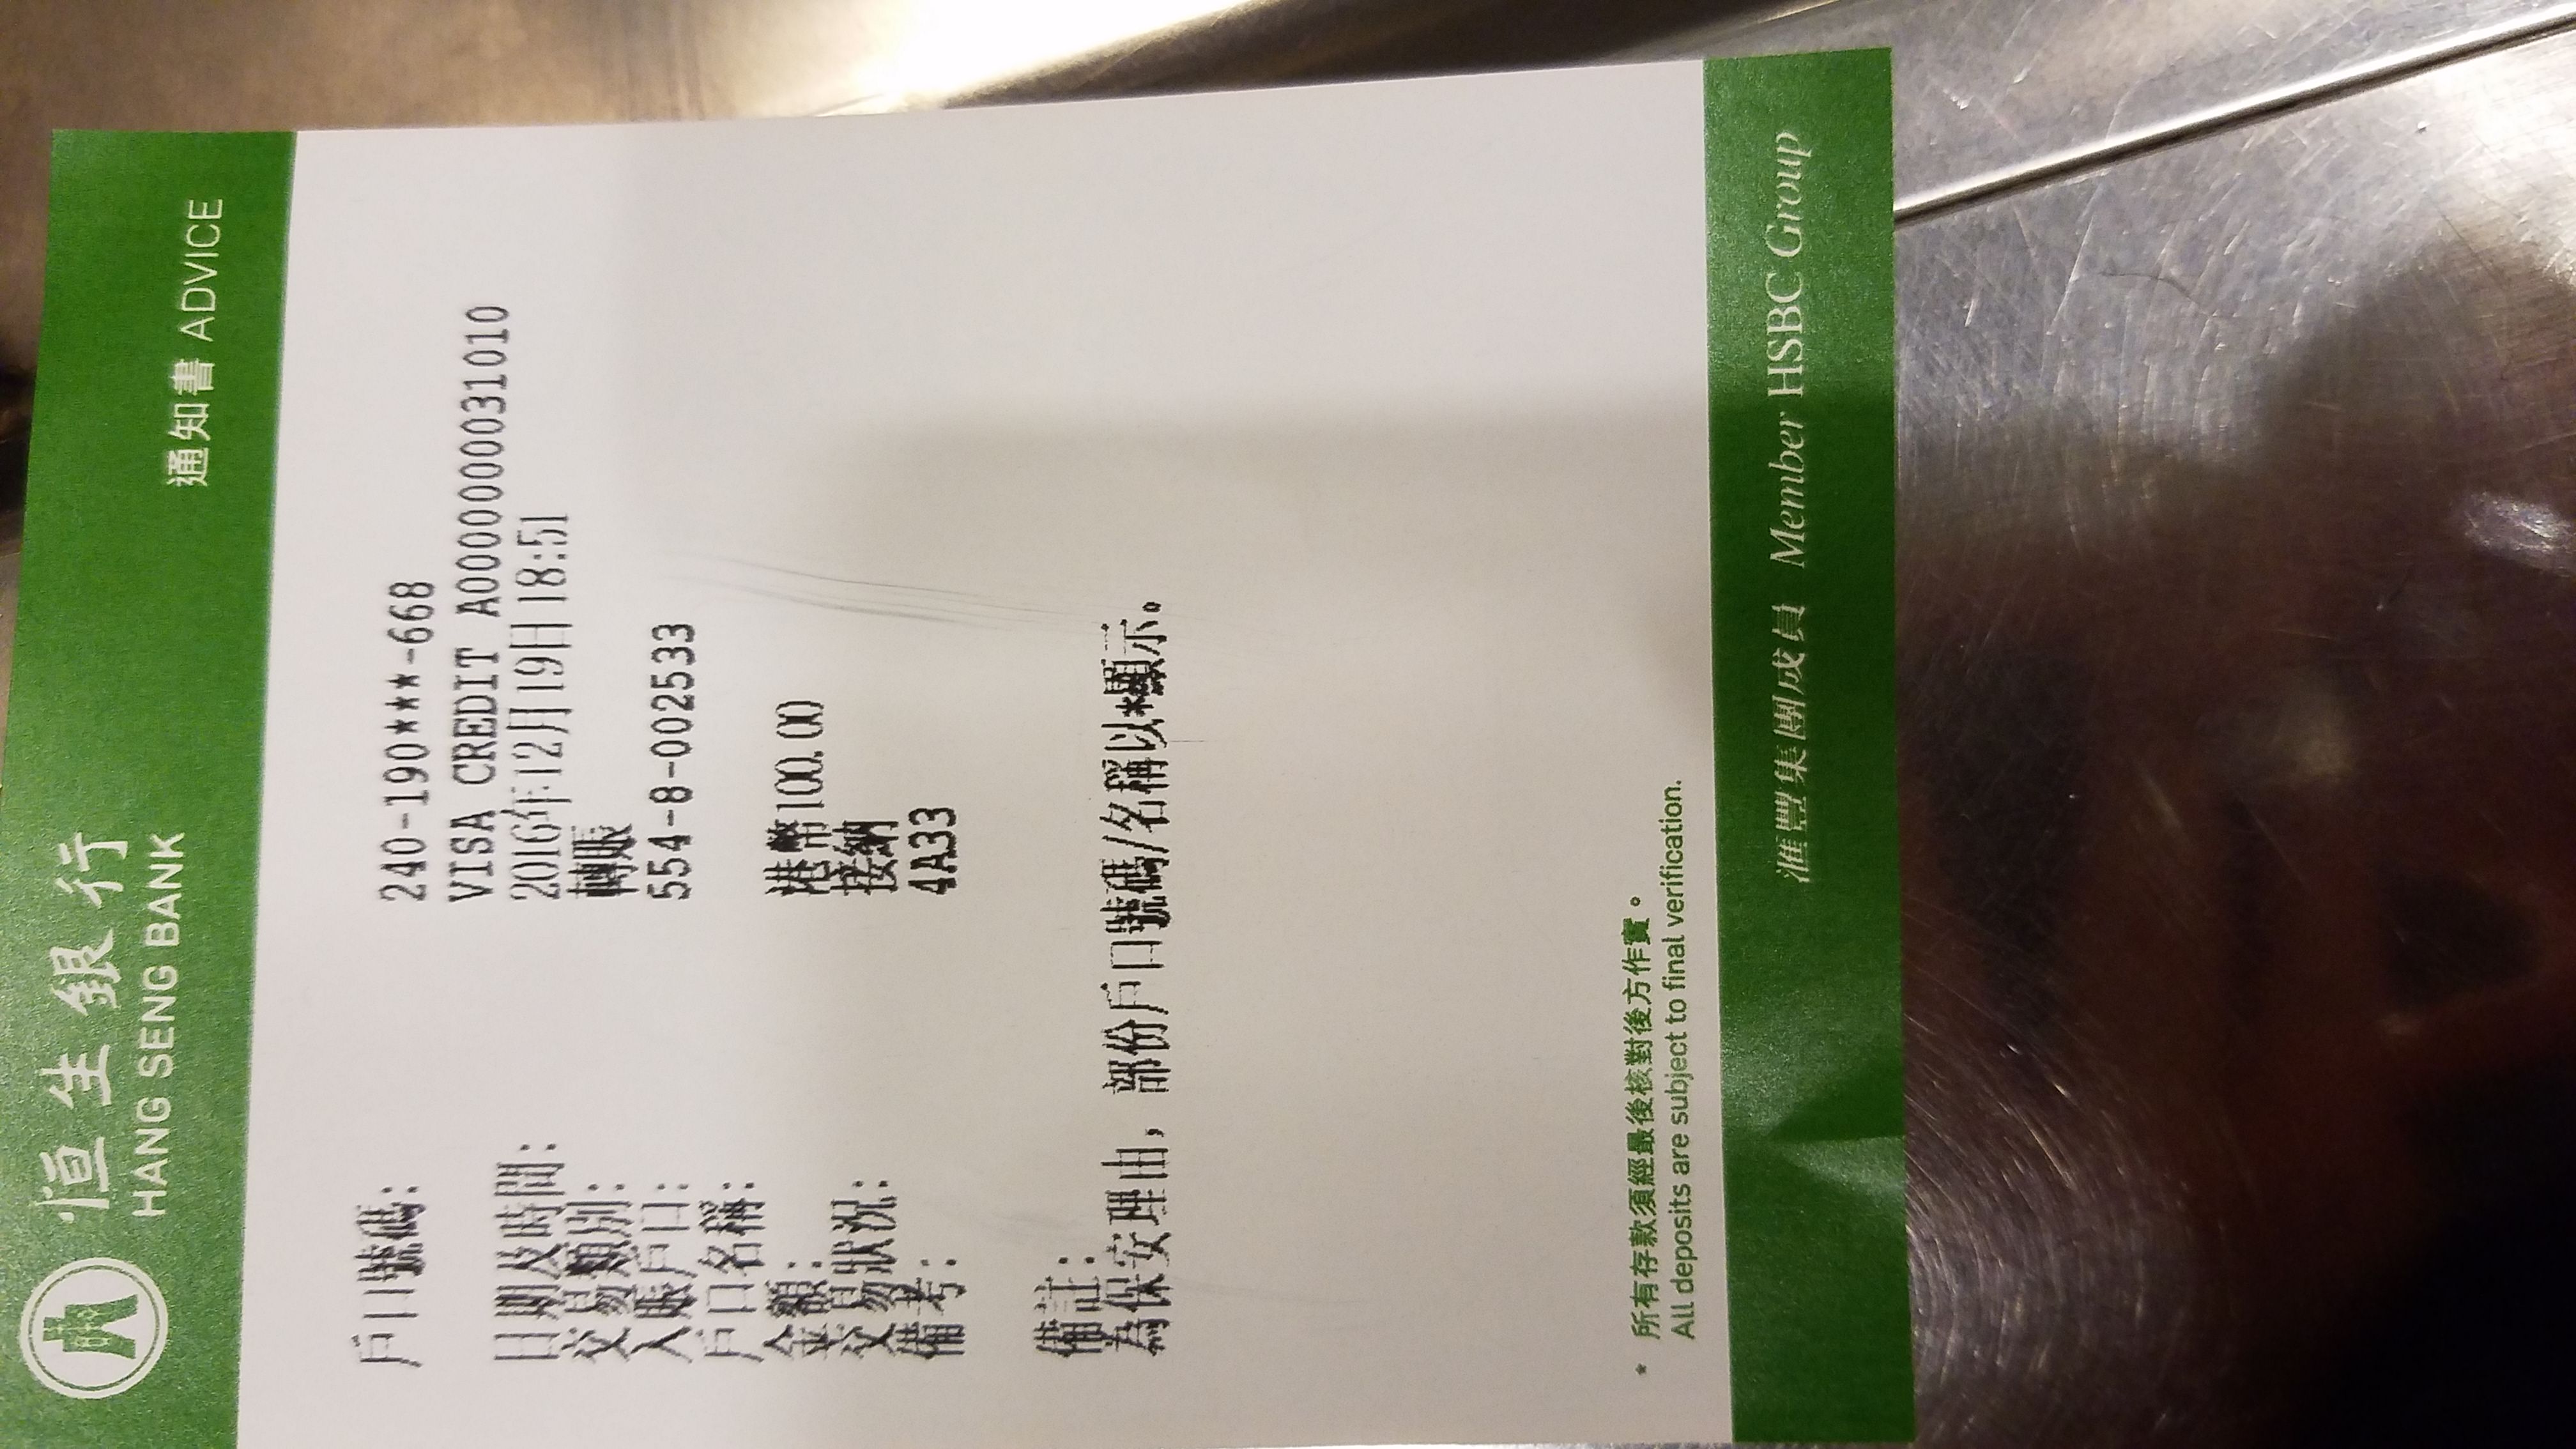 恒生銀行
HANG SENG BANK
通知書 ADVICE
戶口號碼: 240-190***-668
VISA CREDIT A0000000031010
日期及時間: 2016年12月19日 18:51
交易類別: 轉賬
入賬戶口: 554-8-002533
戶口名稱:
金額: 港幣100.00
交易狀況: 接納
備考: 4A33
備註:
為保安理由, 部份戶口號碼/名稱以*顯示。
* 所有存款須經最後核對後方作實。
All deposits are subject to final verification.
滙豐集團成員 Member HSBC Group